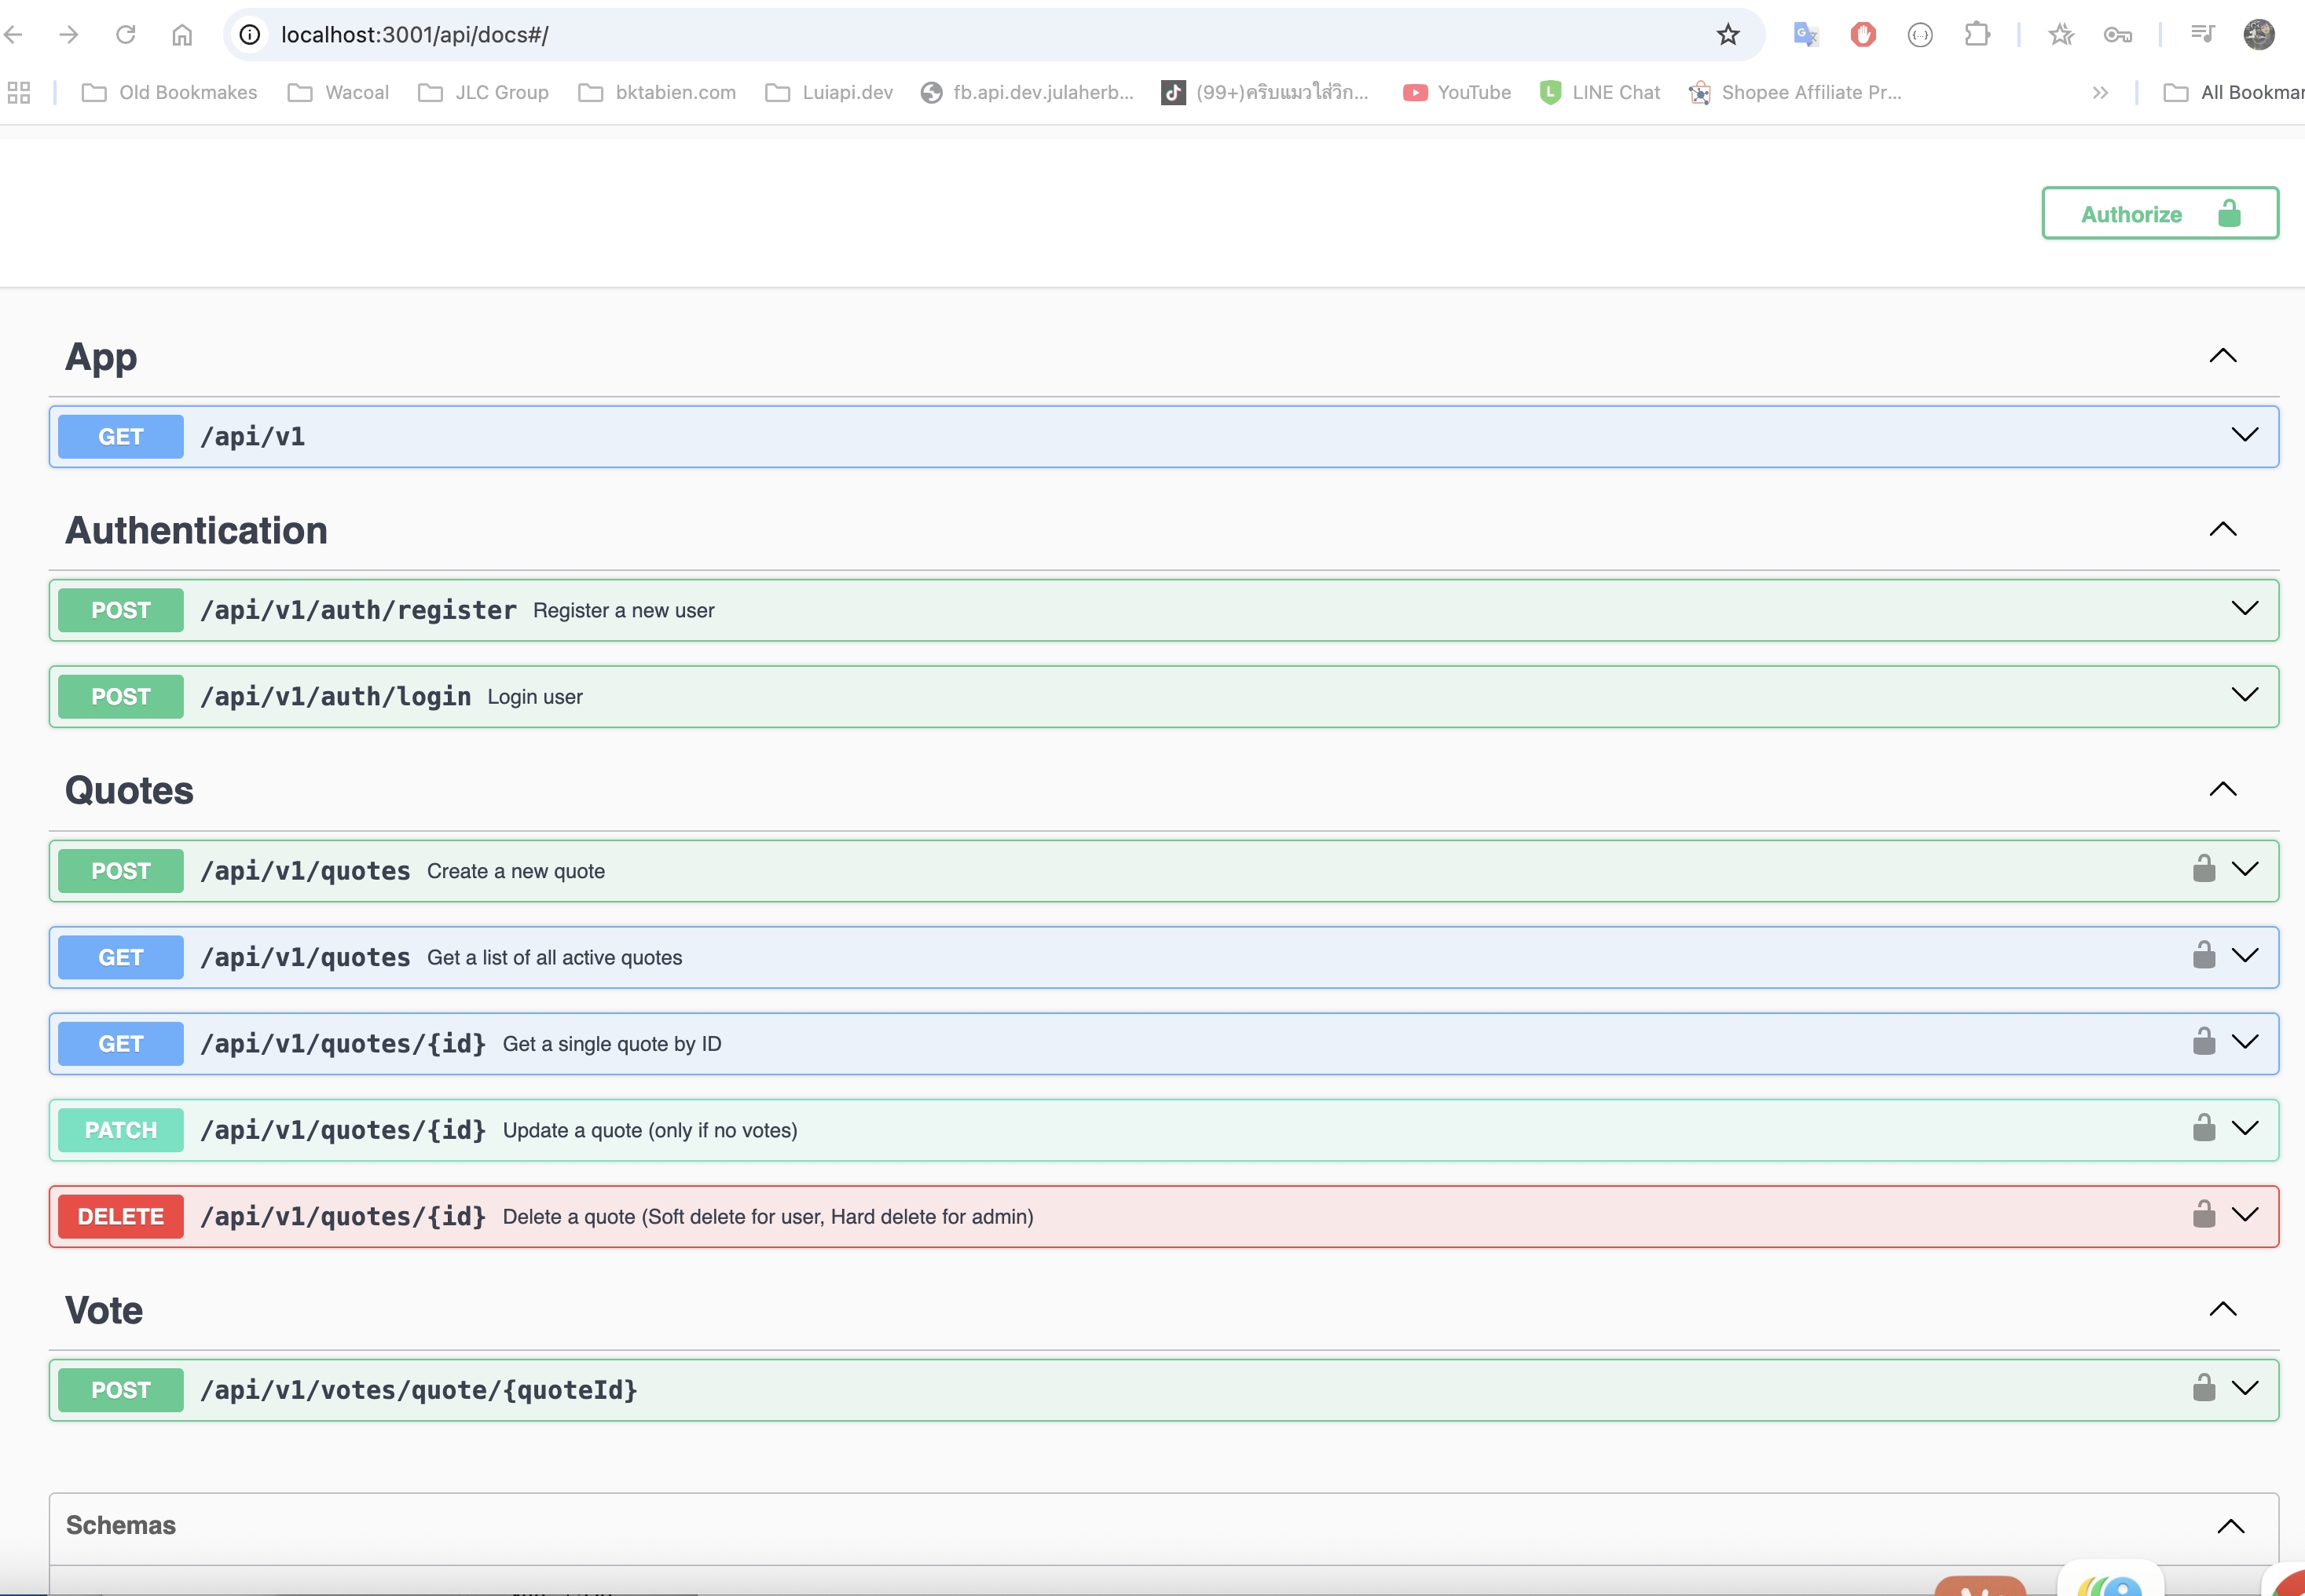 localhost:3001/api/docs#/
Old Bookmakes Wacoal JLC Group bktabien.com Luiapi.dev fb.api.dev.julaherb... (99+)คริบแมวใส่วิก... YouTube LINE Chat Shopee Affiliate Pr... All Bookmar
Authorize
App
GET /api/v1
Authentication
POST /api/v1/auth/register Register a new user
POST /api/v1/auth/login Login user
Quotes
POST /api/v1/quotes Create a new quote
GET /api/v1/quotes Get a list of all active quotes
GET /api/v1/quotes/{id} Get a single quote by ID
PATCH /api/v1/quotes/{id} Update a quote (only if no votes)
DELETE /api/v1/quotes/{id} Delete a quote (Soft delete for user, Hard delete for admin)
Vote
POST /api/v1/votes/quote/{quoteId}
Schemas